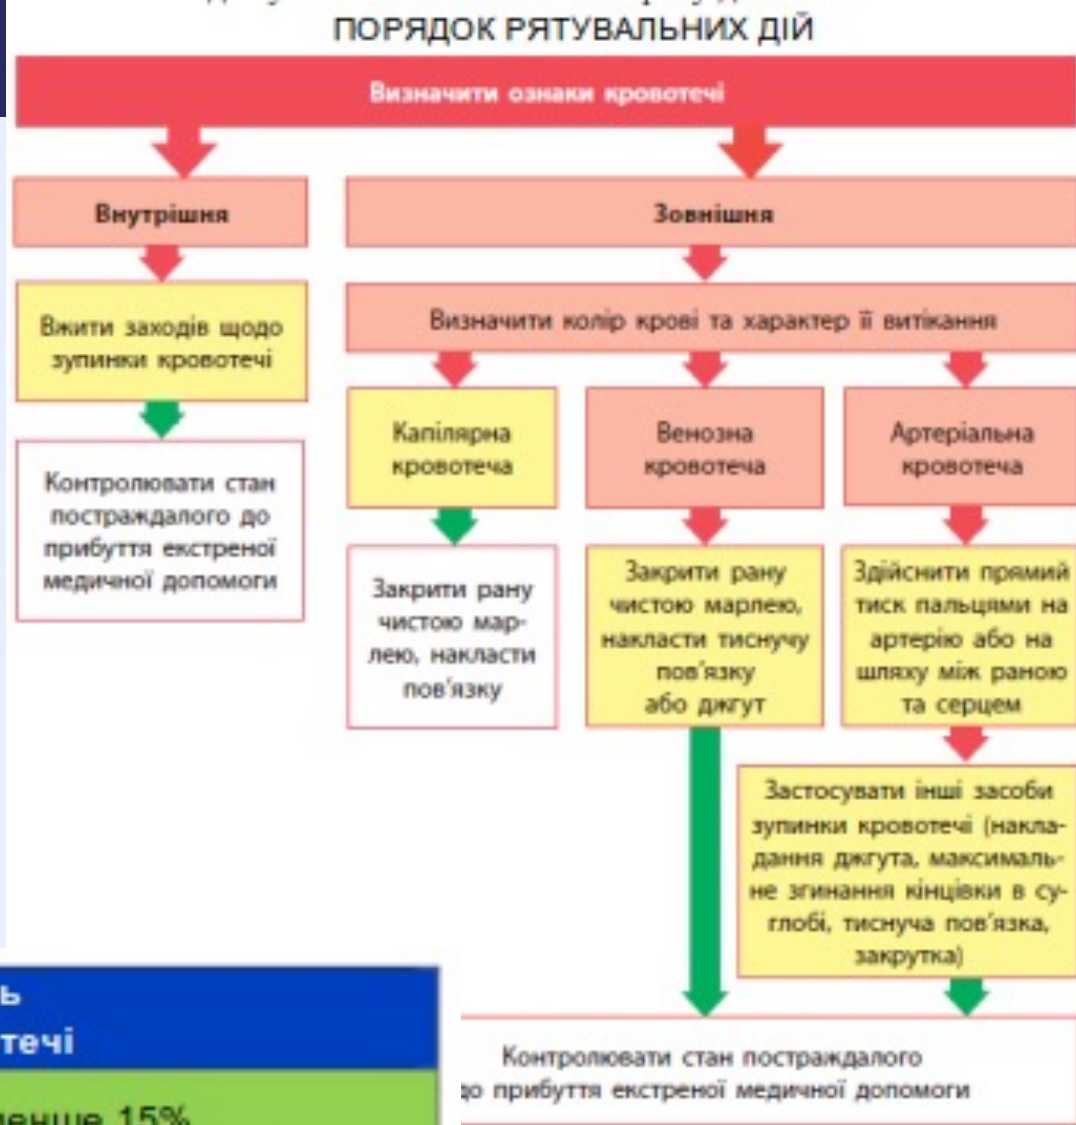 ПОРЯДОК РЯТУВАЛЬНИХ ДІЙ
Визначити ознаки кровотечі
Внутрішня
Вжити заходів щодо
зупинки кровотечі
Контролювати стан
постраждалого до
прибуття екстреної
медичної допомоги
Зовнішня
Визначити колір крові та характер її витікання
Капілярна
кровотеча
Закрити рану
чистою мар-
лею, накласти
пов'язку
Венозна
кровотеча
Закрити рану
чистою марлею,
накласти тиснучу
пов'язку
або джгут
Артеріальна
кровотеча
Здійснити прямий
тиск пальцями на
артерію або на
шляху між раною
та серцем
Застосувати інші засоби
зупинки кровотечі (накла-
дання джгута, максималь-
не згинання кінцівки в су-
глобі, тиснуча пов'язка,
закрутка)
Контролювати стан постраждалого
до прибуття екстреної медичної допомоги
ь
течі
менше 15%